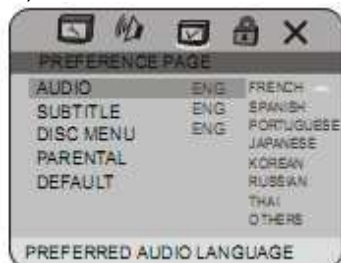 PREFERENCE PAGE
AUDIO ENG FRENCH
SUBTITLE ENG SPANISH
DISC MENU ENG PORTUGUESE
JAPANESE
PARENTAL KOREAN
DEFAULT RUSSIAN
THAI
OTHERS
PREFERRED AUDIO LANGUAGE